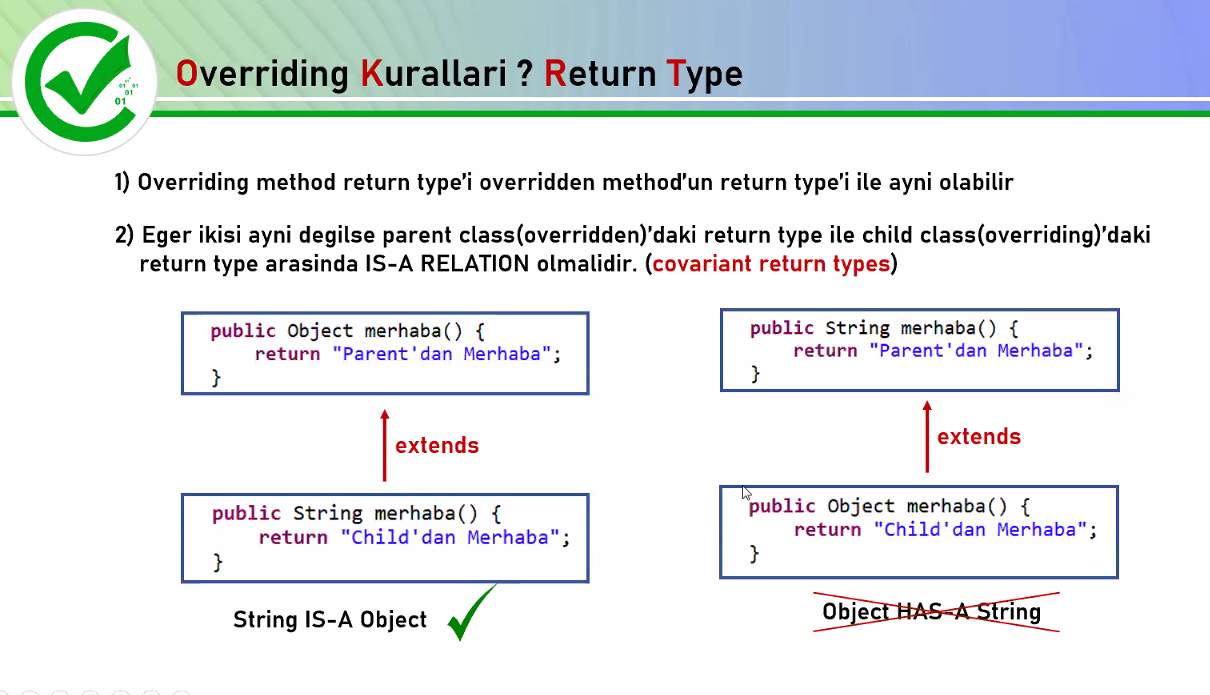 Overriding Kurallari ? Return Type
01
01
01
1) Overriding method return type'i overridden method'un return type'i ile ayni olabilir
2) Eger ikisi ayni degilse parent class(overridden)'daki return type ile child class(overriding)'daki
return type arasinda IS-A RELATION olmalidir. (covariant return types)
public Object merhaba() {
return "Parent'dan Merhaba";
}
extends
public String merhaba() {
return "Child'dan Merhaba";
}
String IS-A Object
public String merhaba() {
return "Parent'dan Merhaba";
}
extends
public Object merhaba() {
return "Child'dan Merhaba";
}
Object HAS-A String